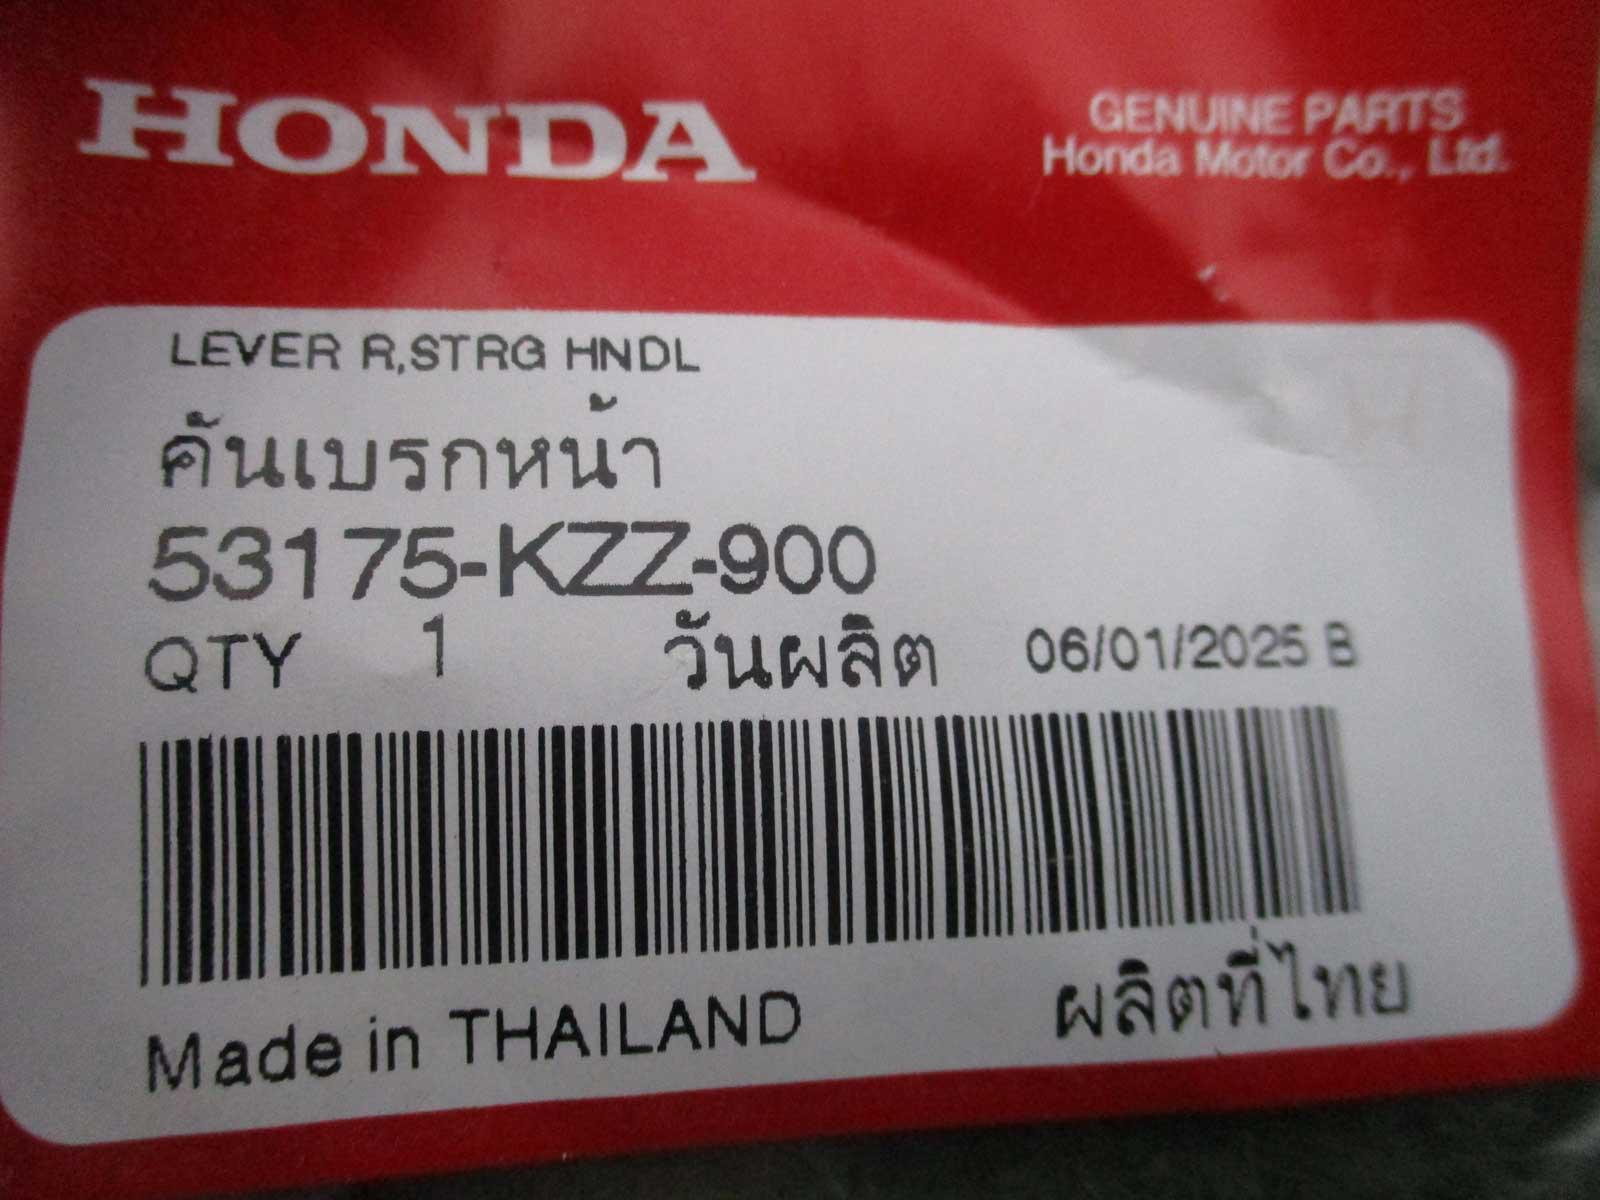 HONDA
GENUINE PARTS
Honda Motor Co., Ltd.
LEVER R,STRG HNDL
คันเบรกหน้า
53175-KZZ-900
QTY 1 วันผลิต 06/01/2025 B
Made in THAILAND ผลิตที่ไทย